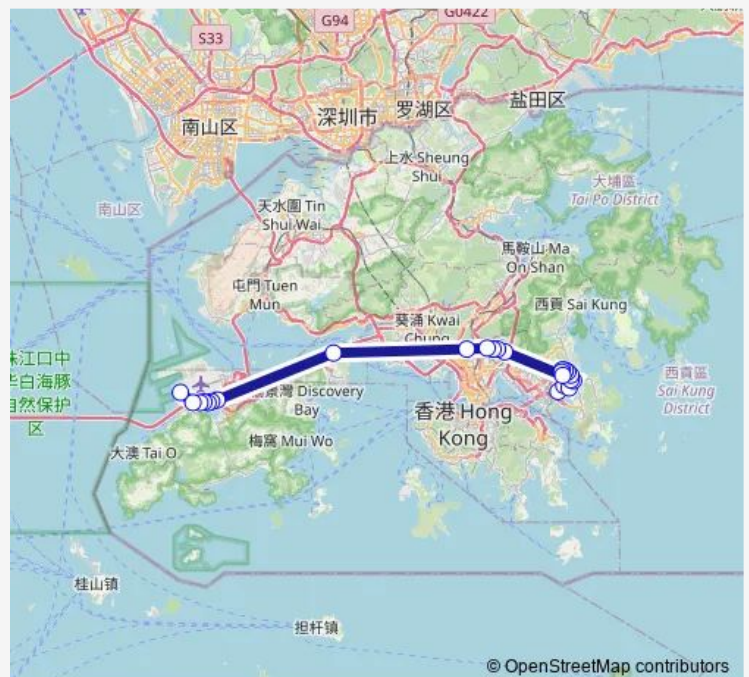 S33
G94
G0422
南山区
深圳市
罗湖区
盐田区
上水 Sheung
Shui
大埔區
Tai Po District
南山区
天水圍 Tin
Shui Wai
馬鞍山 Ma
On Shan
屯門 Tuen
Mun
西貢 Sai Kung
葵涌 Kwai
Chung
江口中
白海豚
自然保护
区
西貢區
Sai Kung
District
景灣 Discovery
Bay
香港 Hong
Kong
大澳 Tai O
梅窩 Mui Wo
桂山镇
担杆镇
© OpenStreetMap contributors